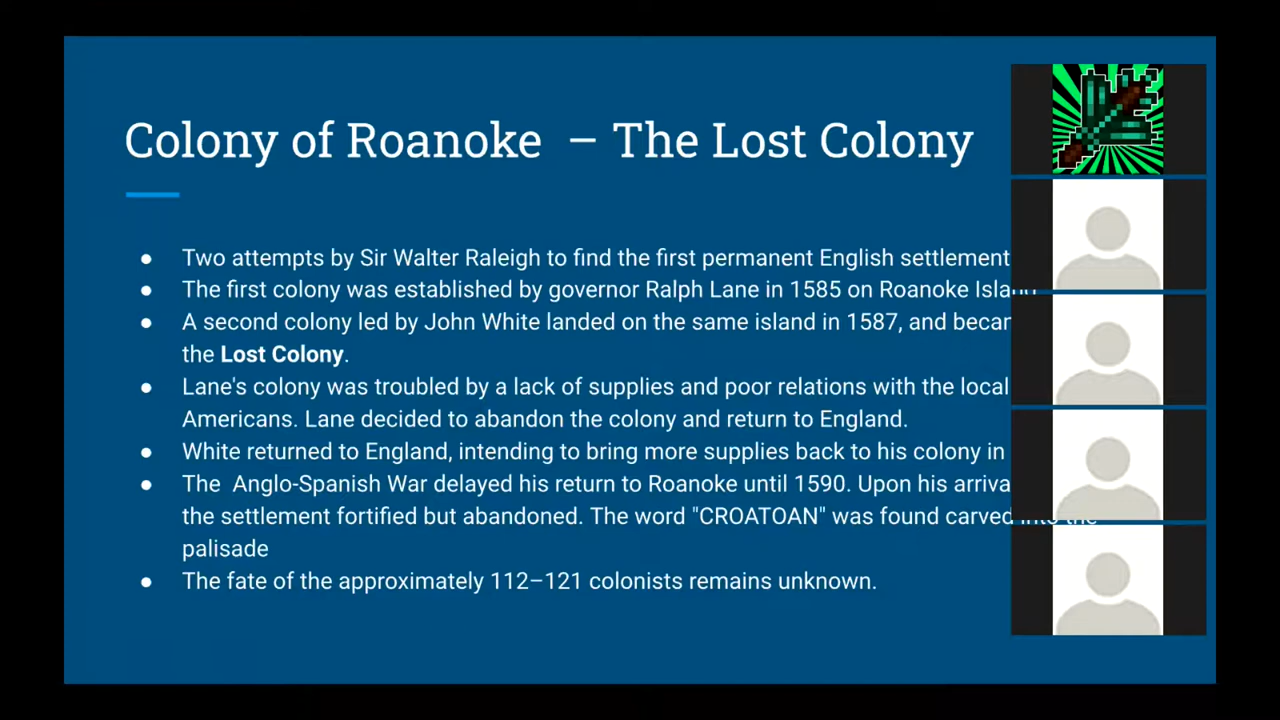 Colony of Roanoke – The Lost Colony
● Two attempts by Sir Walter Raleigh to find the first permanent English settlement
● The first colony was established by governor Ralph Lane in 1585 on Roanoke Island
● A second colony led by John White landed on the same island in 1587, and
the Lost Colony.
● Lane's colony was troubled by a lack of supplies and poor relations with the local
Americans. Lane decided to abandon the colony and return to England.
● White returned to England, intending to bring more supplies back to his colony in
● The Anglo-Spanish War delayed his return to Roanoke until 1590. Upon his
the settlement fortified but abandoned. The word "CROATOAN" was found carved into the
palisade
● The fate of the approximately 112–121 colonists remains unknown.